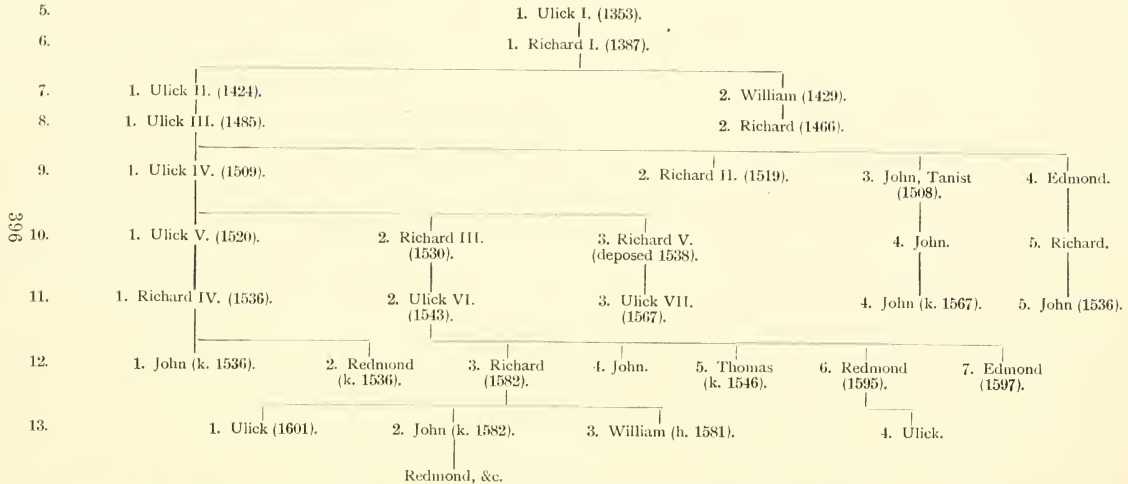 5. 1. Ulick I. (1353).
6. 1. Richard I. (1387).
7. 1. Ulick II. (1424). 2. William (1429).
8. 1. Ulick III. (1485). 2. Richard (1466).
9. 1. Ulick IV. (1509). 2. Richard II. (1519). 3. John, Tanist 4. Edmond.
(1508).
396
10. 1. Ulick V. (1520). 2. Richard III. 3. Richard V. 4. John. 5. Richard.
(1530). (deposed 1538).
11. 1. Richard IV. (1536). 2. Ulick VI. 3. Ulick VII. 4. John (k. 1567). 5. John (1536).
(1543). (1567).
12. 1. John (k. 1536). 2. Redmond 3. Richard 4. John. 5. Thomas 6. Redmond 7. Edmond
(k. 1536). (1582). (k. 1546). (1595). (1597).
13. 1. Ulick (1601). 2. John (k. 1582). 3. William (h. 1581). 4. Ulick.
Redmond, &c.